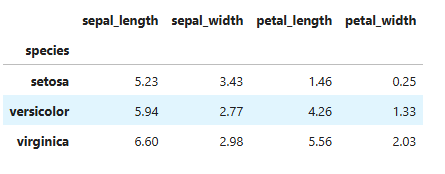 sepal_length sepal_width petal_length petal_width
species
setosa 5.23 3.43 1.46 0.25
versicolor 5.94 2.77 4.26 1.33
virginica 6.60 2.98 5.56 2.03